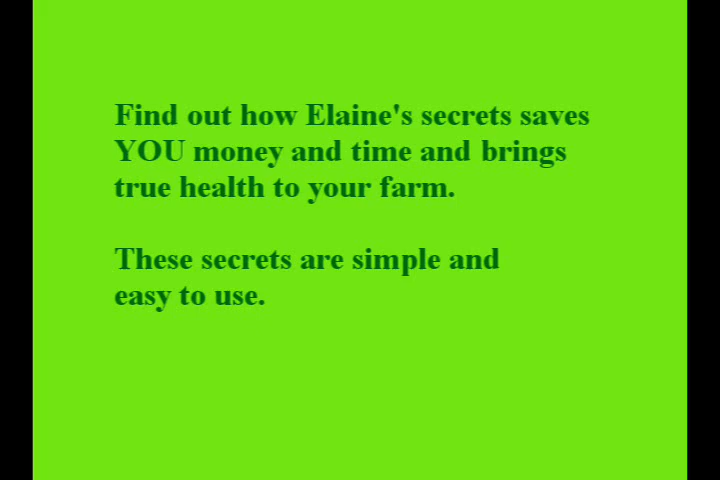 Find out how Elaine's secrets saves
YOU money and time and brings
true health to your farm.
These secrets are simple and
easy to use.